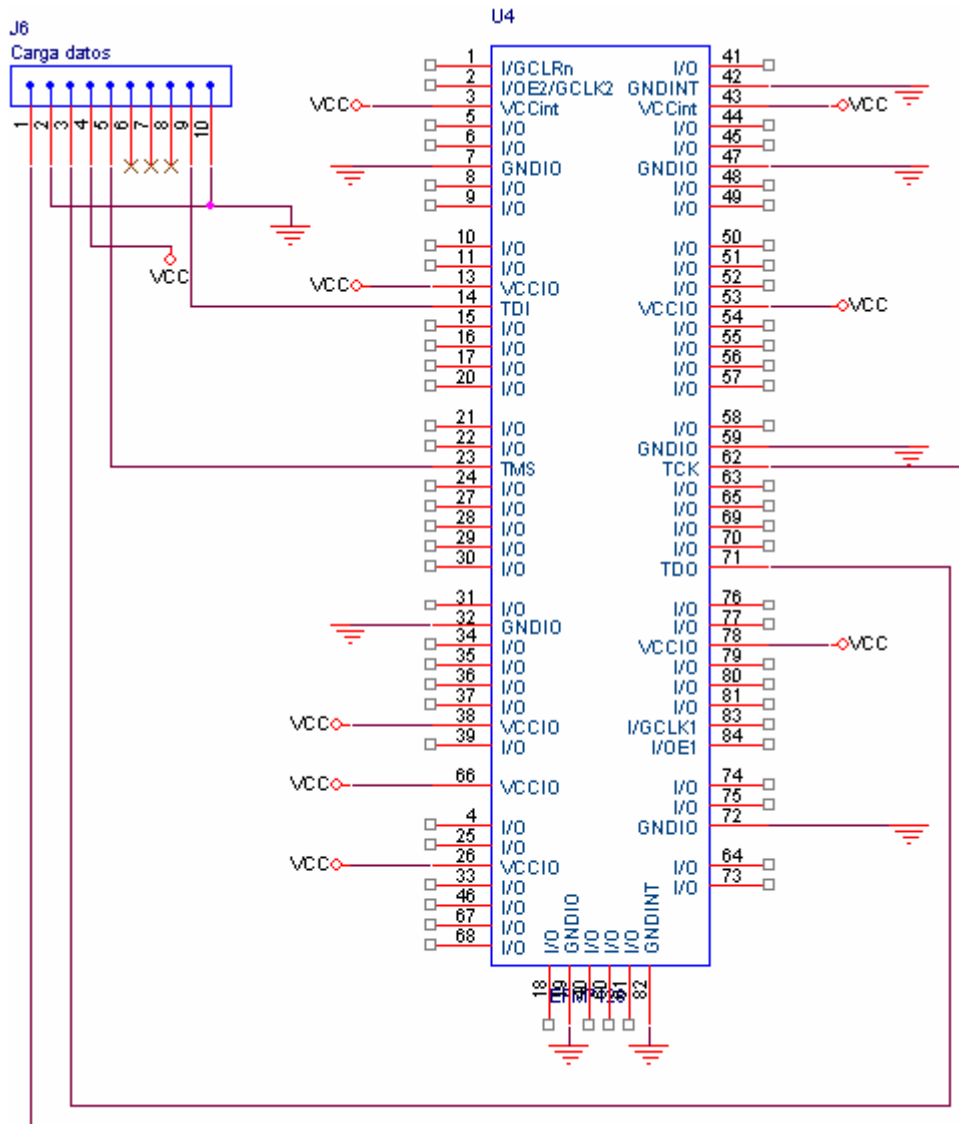 U4
J6
Carga datos
1 2 3 4 5 6 7 8 9 10
VCC
1 I/GCLRn I/O 41
2 I/OE2/GCLK2 GNDINT 42
VCC 3 VCCint VCCint 43 VCC
5 I/O I/O 44
6 I/O I/O 45
7 GNDIO GNDIO 47
8 I/O I/O 48
9 I/O I/O 49
10 I/O I/O 50
11 I/O I/O 51
VCC 13 VCCIO I/O 52
14 TDI VCCIO 53 VCC
15 I/O I/O 54
16 I/O I/O 55
17 I/O I/O 56
20 I/O I/O 57
21 I/O I/O 58
22 I/O GNDIO 59
23 TMS TCK 62
24 I/O I/O 63
27 I/O I/O 65
28 I/O I/O 69
29 I/O I/O 70
30 I/O TDO 71
31 I/O I/O 76
32 GNDIO I/O 77
34 I/O VCCIO 78 VCC
35 I/O I/O 79
36 I/O I/O 80
37 I/O I/O 81
VCC 38 VCCIO I/GCLK1 83
39 I/O I/OE1 84
VCC 66 VCCIO I/O 74
I/O 75
4 I/O GNDIO 72
25 I/O
VCC 26 VCCIO I/O 64
33 I/O I/O 73
46 I/O
67 I/O
68 I/O
I/O GNDIO I/O I/O I/O GNDINT
18 82